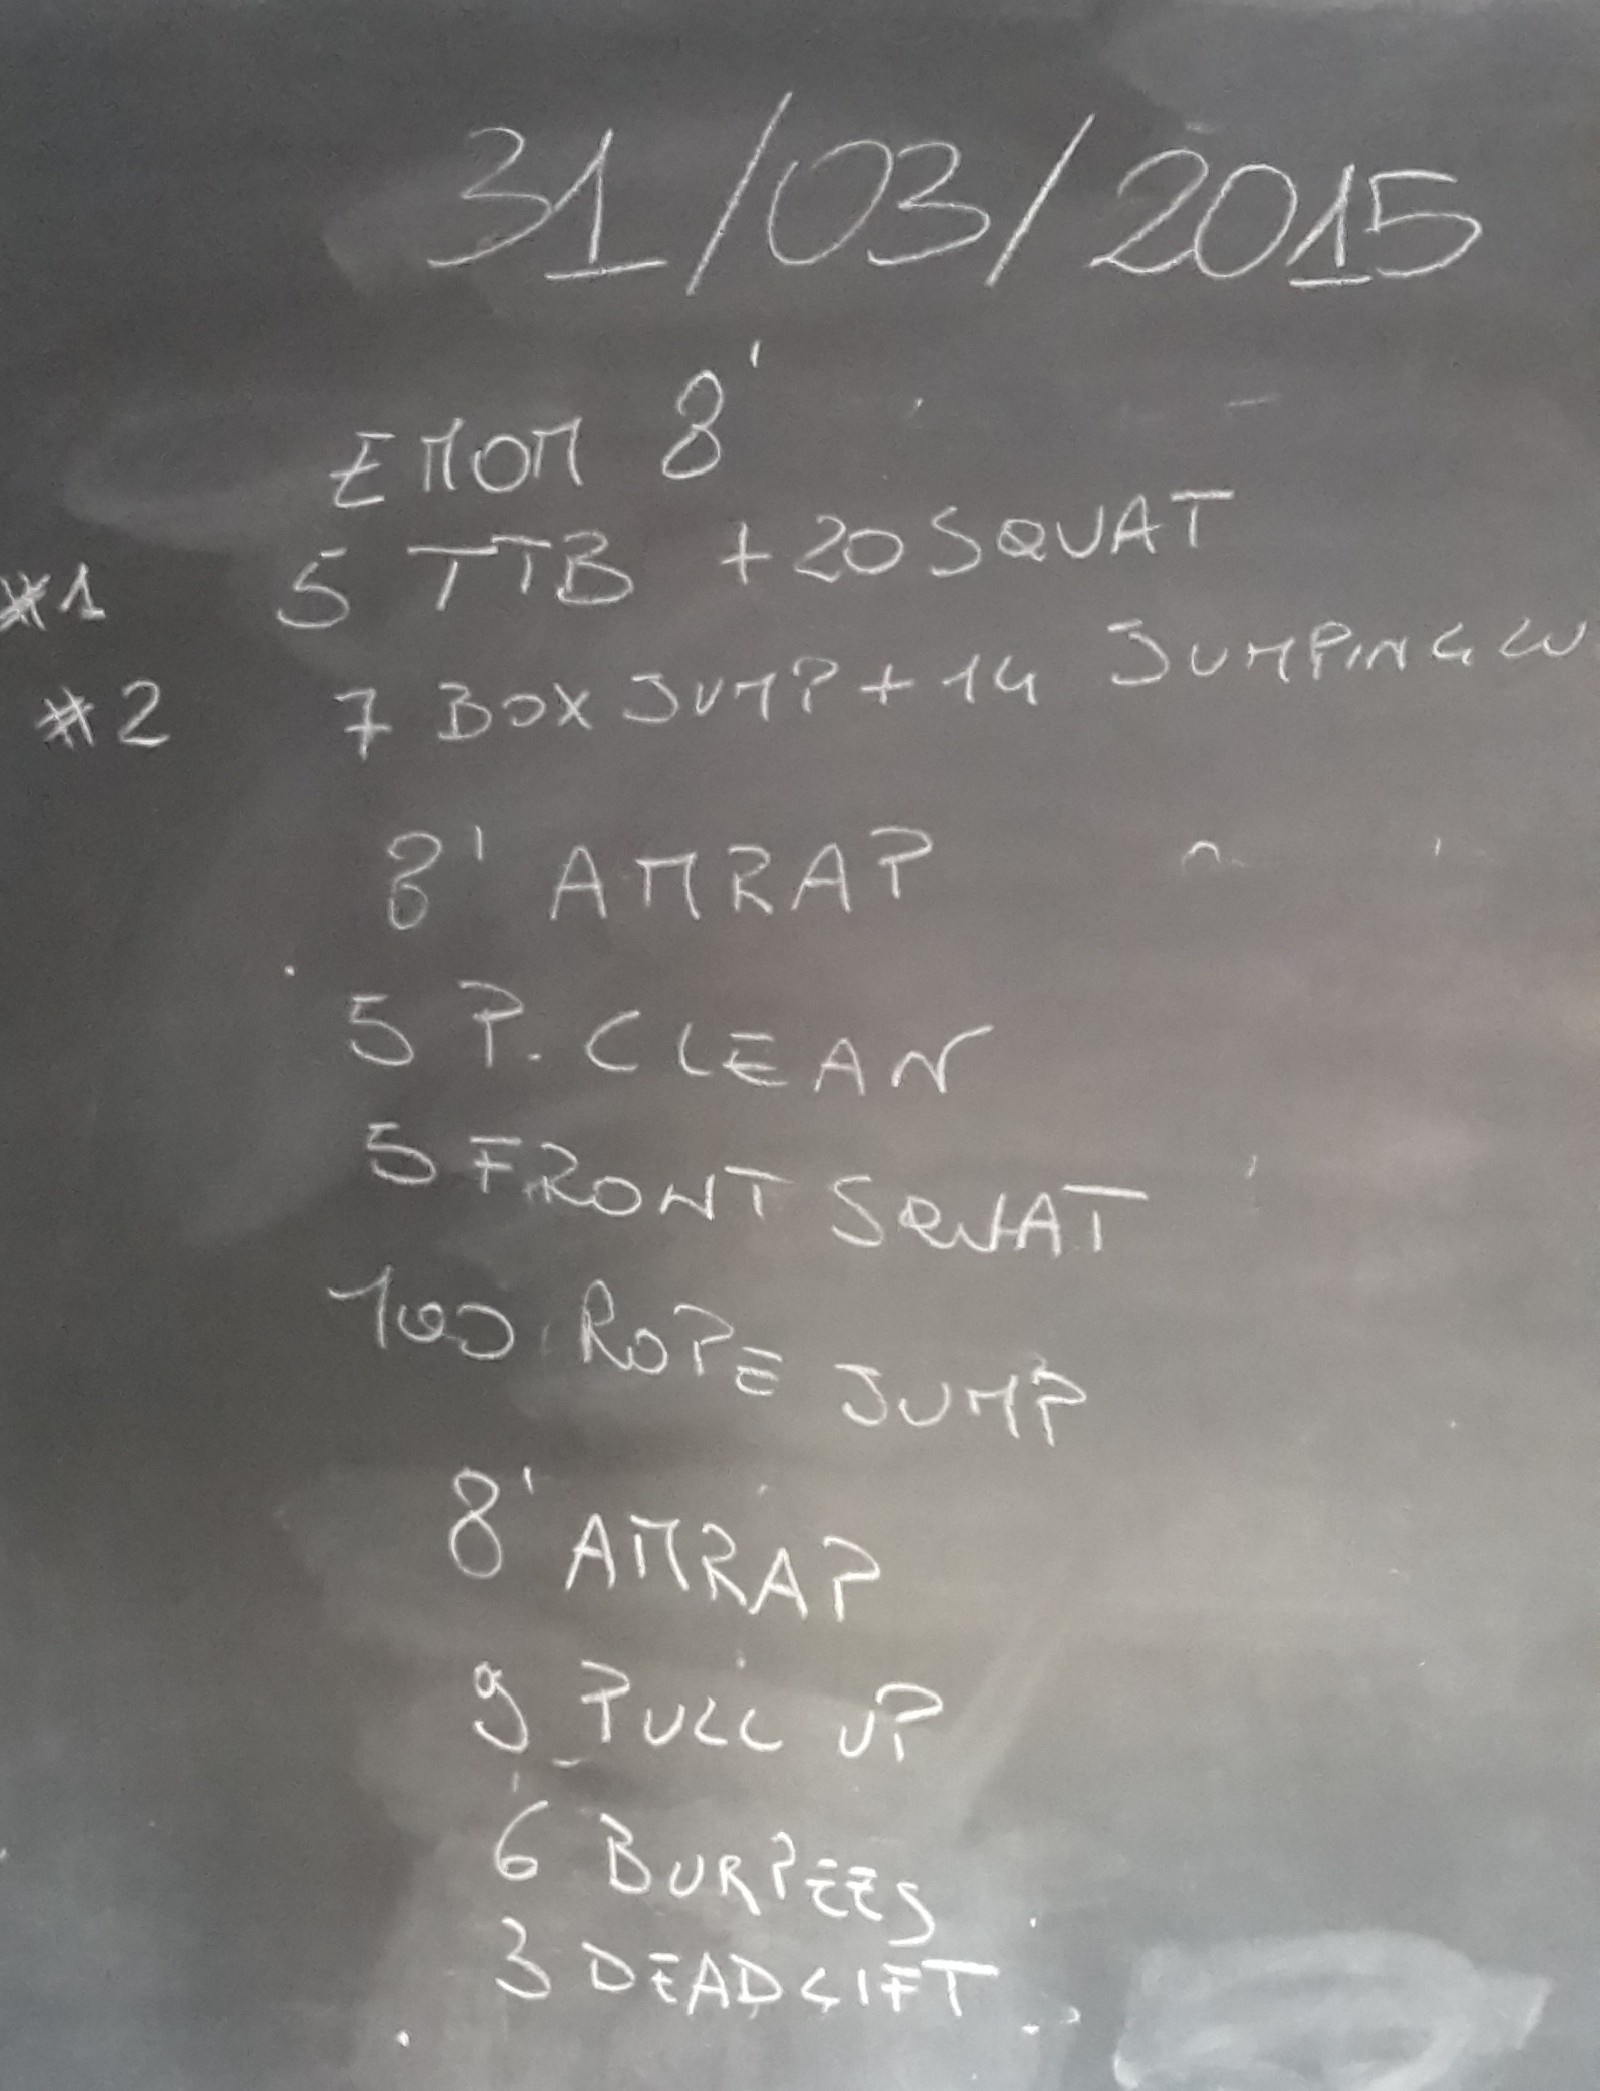 31/03/2015
EMOM 8'
#1 5 TTB + 20 SQUAT
#2 7 BOX JUMP + 14 JUMPING LU
8' AMRAP
5 P. CLEAN
5 FRONT SQUAT
100 ROPE JUMP
8' AMRAP
9 PULL UP
6 BURPEES
3 DEADLIFT